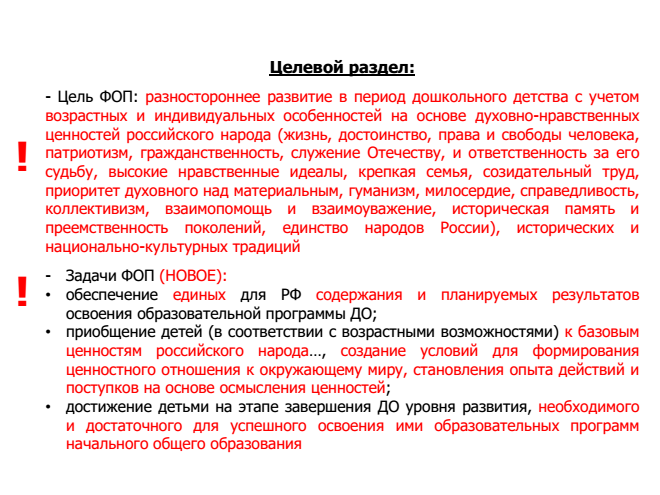 Целевой раздел:
- Цель ФОП: разностороннее развитие в период дошкольного детства с учетом
возрастных и индивидуальных особенностей на основе духовно-нравственных
ценностей российского народа (жизнь, достоинство, права и свободы человека,
! патриотизм, гражданственность, служение Отечеству, и ответственность за его
судьбу, высокие нравственные идеалы, крепкая семья, созидательный труд,
приоритет духовного над материальным, гуманизм, милосердие, справедливость,
коллективизм, взаимопомощь и взаимоуважение, историческая память и
преемственность поколений, единство народов России), исторических и
национально-культурных традиций
- Задачи ФОП (НОВОЕ):
! • обеспечение единых для РФ содержания и планируемых результатов
освоения образовательной программы ДО;
• приобщение детей (в соответствии с возрастными возможностями) к базовым
ценностям российского народа…, создание условий для формирования
ценностного отношения к окружающему миру, становления опыта действий и
поступков на основе осмысления ценностей;
• достижение детьми на этапе завершения ДО уровня развития, необходимого
и достаточного для успешного освоения ими образовательных программ
начального общего образования